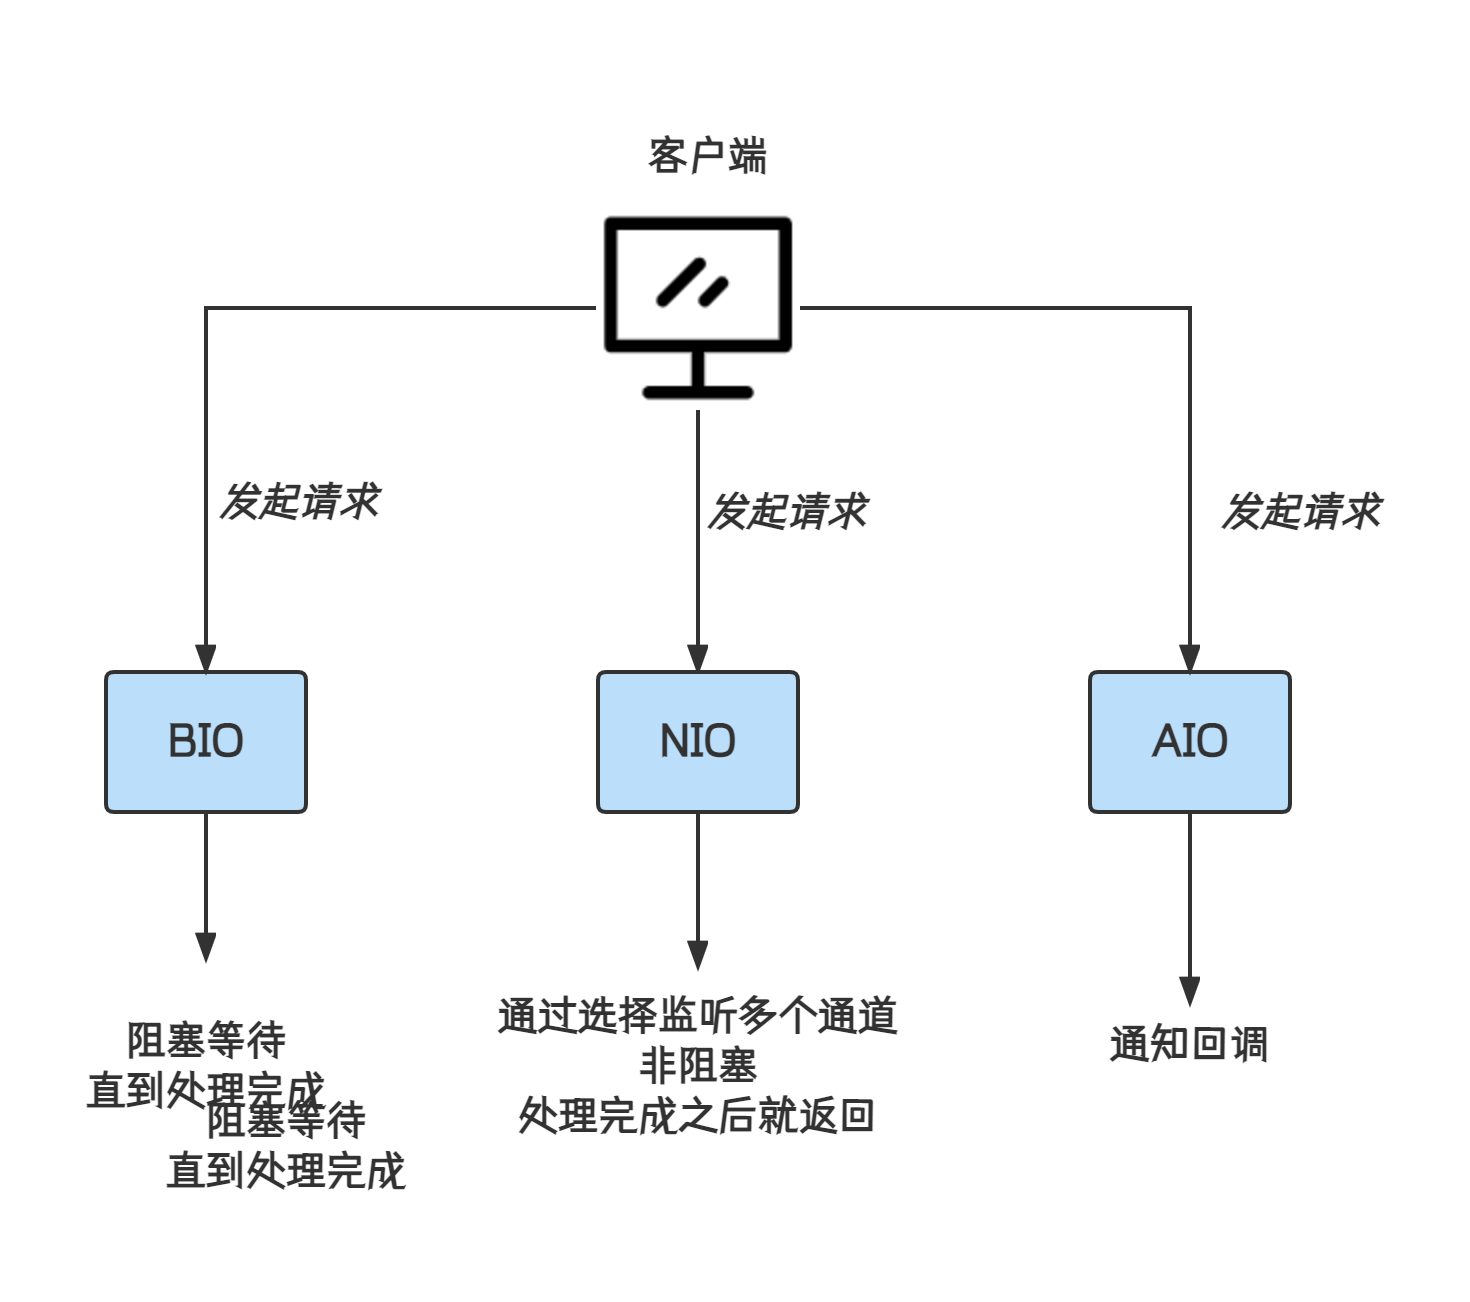 客户端
发起请求
发起请求
发起请求
BIO
NIO
AIO
阻塞等待
直到处理完成
阻塞等待
直到处理完成
通过选择监听多个通道
非阻塞
处理完成之后就返回
通知回调